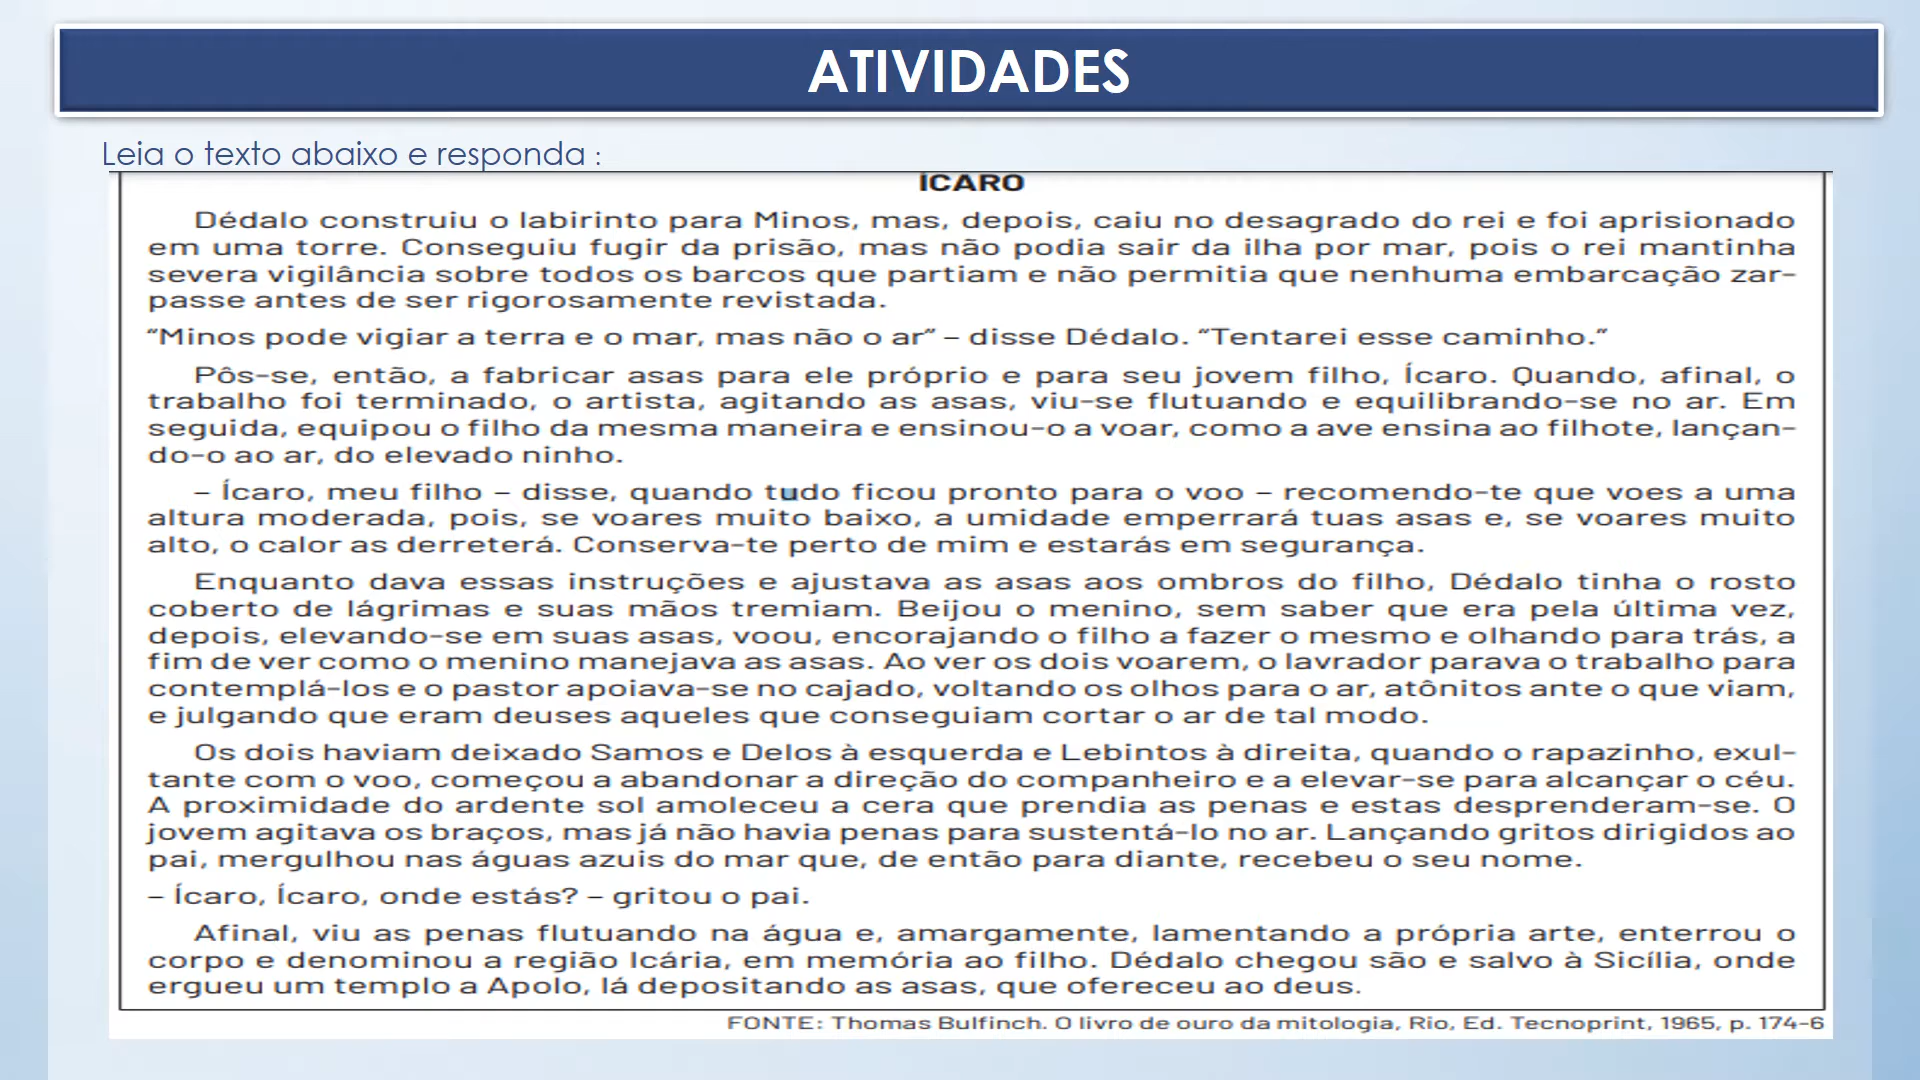 ATIVIDADES
Leia o texto abaixo e responda :
ÍCARO
Dédalo construiu o labirinto para Minos, mas, depois, caiu no desagrado do rei e foi aprisionado
em uma torre. Conseguiu fugir da prisão, mas não podia sair da ilha por mar, pois o rei mantinha
severa vigilância sobre todos os barcos que partiam e não permitia que nenhuma embarcação zar-
passe antes de ser rigorosamente revistada.
“Minos pode vigiar a terra e o mar, mas não o ar” – disse Dédalo. “Tentarei esse caminho.”
Pôs-se, então, a fabricar asas para ele próprio e para seu jovem filho, Ícaro. Quando, afinal, o
trabalho foi terminado, o artista, agitando as asas, viu-se flutuando e equilibrando-se no ar. Em
seguida, equipou o filho da mesma maneira e ensinou-o a voar, como a ave ensina ao filhote, lançan-
do-o ao ar, do elevado ninho.
– Ícaro, meu filho – disse, quando tudo ficou pronto para o voo – recomendo-te que voes a uma
altura moderada, pois, se voares muito baixo, a umidade emperrará tuas asas e, se voares muito
alto, o calor as derreterá. Conserva-te perto de mim e estarás em segurança.
Enquanto dava essas instruções e ajustava as asas aos ombros do filho, Dédalo tinha o rosto
coberto de lágrimas e suas mãos tremiam. Beijou o menino, sem saber que era pela última vez,
depois, elevando-se em suas asas, voou, encorajando o filho a fazer o mesmo e olhando para trás, a
fim de ver como o menino manejava as asas. Ao ver os dois voarem, o lavrador parava o trabalho para
contemplá-los e o pastor apoiava-se no cajado, voltando os olhos para o ar, atônitos ante o que viam,
e julgando que eram deuses aqueles que conseguiam cortar o ar de tal modo.
Os dois haviam deixado Samos e Delos à esquerda e Lebintos à direita, quando o rapazinho, exul-
tante com o voo, começou a abandonar a direção do companheiro e a elevar-se para alcançar o céu.
A proximidade do ardente sol amoleceu a cera que prendia as penas e estas desprenderam-se. O
jovem agitava os braços, mas já não havia penas para sustentá-lo no ar. Lançando gritos dirigidos ao
pai, mergulhou nas águas azuis do mar que, de então para diante, recebeu o seu nome.
– Ícaro, Ícaro, onde estás? – gritou o pai.
Afinal, viu as penas flutuando na água e, amargamente, lamentando a própria arte, enterrou o
corpo e denominou a região Icária, em memória ao filho. Dédalo chegou são e salvo à Sicília, onde
ergueu um templo a Apolo, lá depositando as asas, que ofereceu ao deus.
FONTE: Thomas Bulfinch. O livro de ouro da mitologia, Rio, Ed. Tecnoprint, 1965, p. 174-6